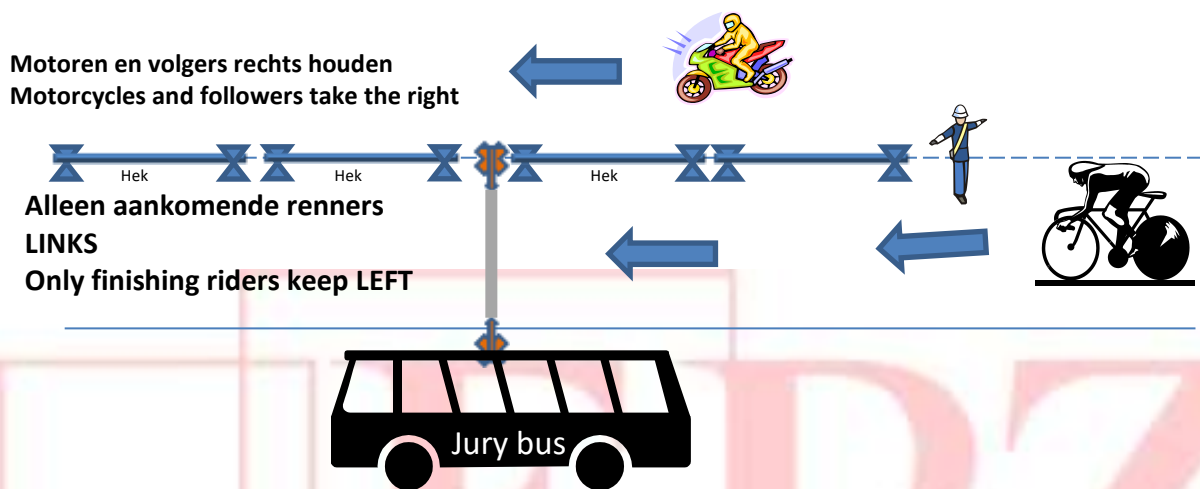 Motoren en volgers rechts houden
Motorcycles and followers take the right
Hek
Hek
Hek
Alleen aankomende renners
LINKS
Only finishing riders keep LEFT
Jury bus